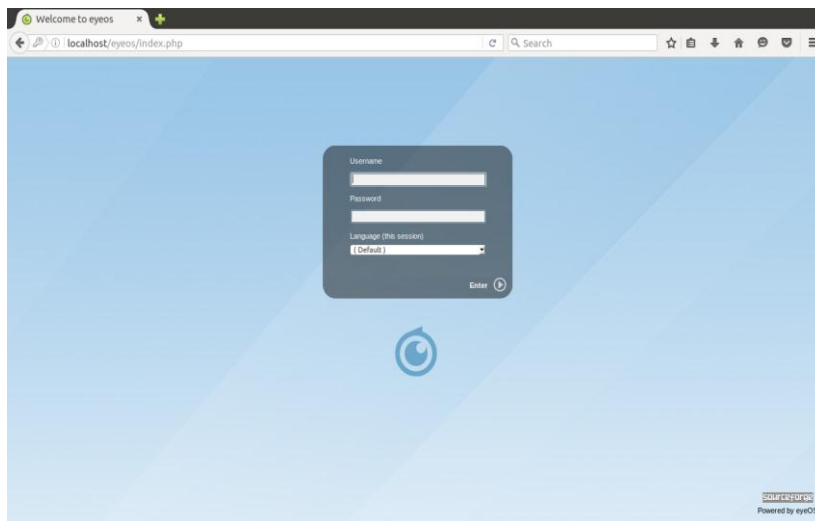 Welcome to eyeos
localhost/eyeos/index.php
Search
Username
Password
Language (this session)
( Default )
Enter
SOURCEFORGE
Powered by eyeOS